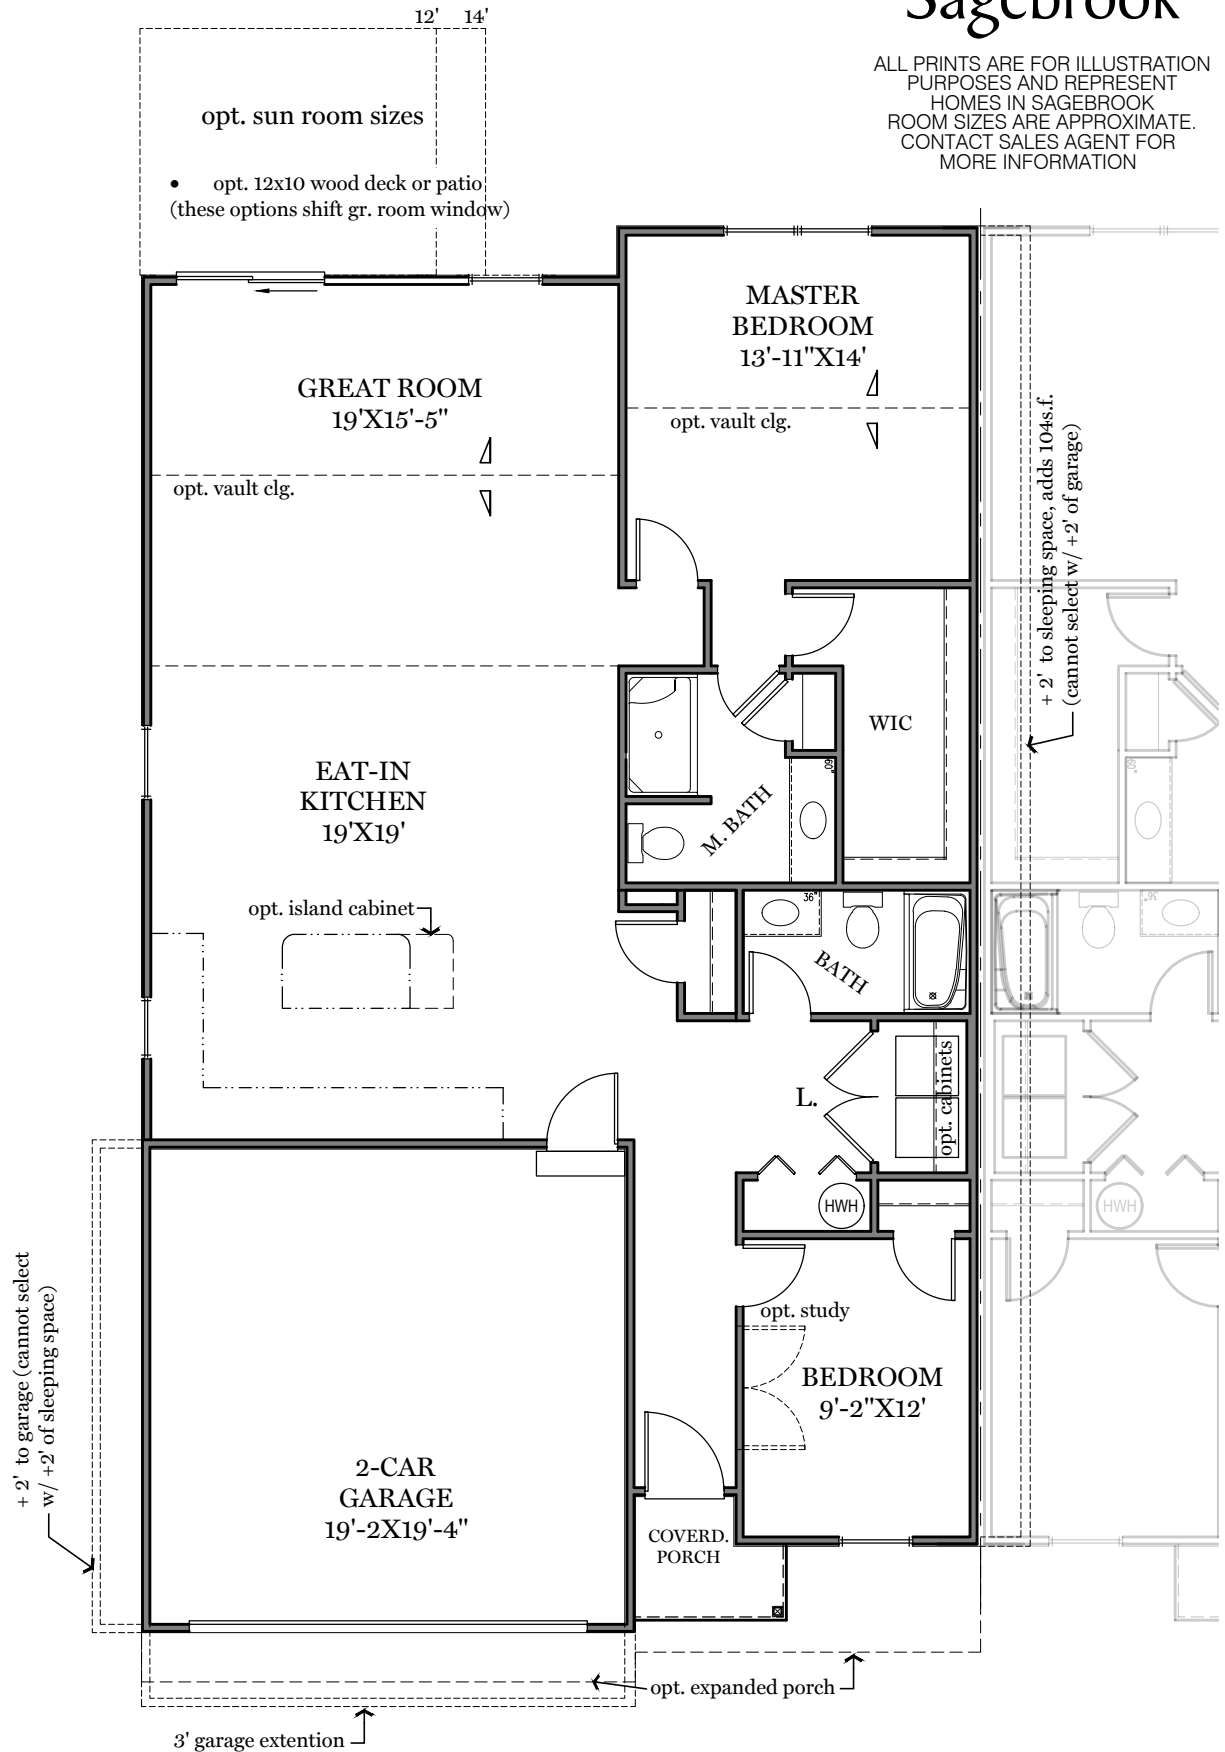 Sagebrook
ALL PRINTS ARE FOR ILLUSTRATION
PURPOSES AND REPRESENT
HOMES IN SAGEBROOK
ROOM SIZES ARE APPROXIMATE.
CONTACT SALES AGENT FOR
MORE INFORMATION
12' 14'
opt. sun room sizes
• opt. 12x10 wood deck or patio
(these options shift gr. room window)
MASTER
BEDROOM
13'-11"X14'
opt. vault clg.
GREAT ROOM
19'X15'-5"
opt. vault clg.
+ 2' to sleeping space, adds 104s.f.
(cannot select w/ +2' of garage)
WIC
60"
M. BATH
60"
EAT-IN
KITCHEN
19'X19'
opt. island cabinet
36"
BATH
36"
L.
opt. cabinets
HWH
HWH
opt. study
BEDROOM
9'-2"X12'
+ 2' to garage (cannot select
w/ +2' of sleeping space)
2-CAR
GARAGE
19'-2X19'-4"
COVERD.
PORCH
opt. expanded porch
3' garage extention